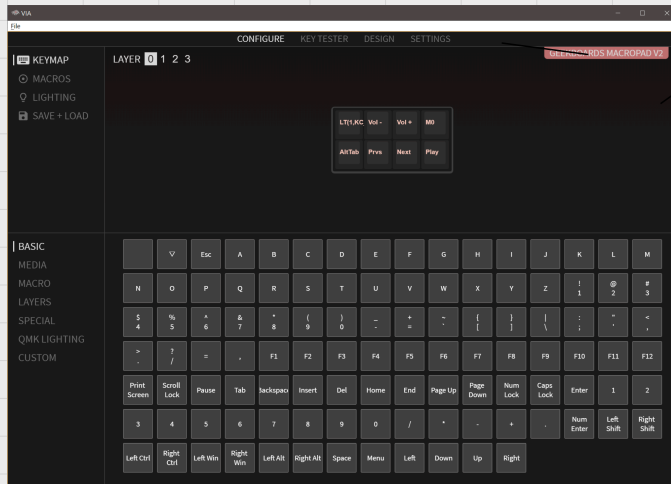 VIA
File
CONFIGURE KEY TESTER DESIGN SETTINGS
GEEKBOARDS MACROPAD V2
KEYMAP
MACROS
LIGHTING
SAVE + LOAD
LAYER 0 1 2 3
LT(1,KC Vol - Vol + M0
AltTab Prvs Next Play
BASIC
MEDIA
MACRO
LAYERS
SPECIAL
QMK LIGHTING
CUSTOM
▽ Esc A B C D E F G H I J K L M
N O P Q R S T U V W X Y Z ! 1 @ 2 # 3
$ 4 % 5 ^ 6 & 7 * 8 ( 9 ) 0 _ - + = ~ ` { [ } ] | \ : ; " ' < ,
> . ? / = , F1 F2 F3 F4 F5 F6 F7 F8 F9 F10 F11 F12
Print Screen Scroll Lock Pause Tab Backspace Insert Del Home End Page Up Page Down Num Lock Caps Lock Enter 1 2
3 4 5 6 7 8 9 0 / * - + . Num Enter Left Shift Right Shift
Left Ctrl Right Ctrl Left Win Right Win Left Alt Right Alt Space Menu Left Down Up Right